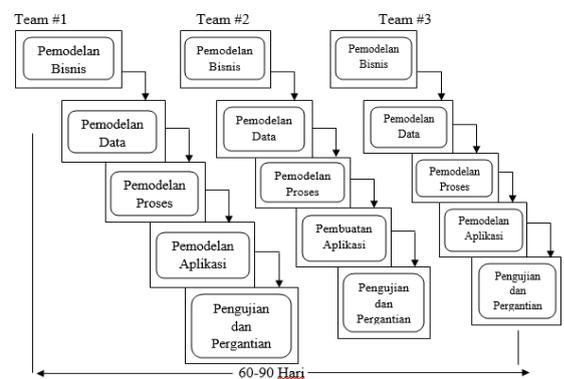 Team #1
Team #2
Team #3
Pemodelan
Bisnis
Pemodelan
Data
Pemodelan
Proses
Pemodelan
Aplikasi
Pengujian
dan
Pergantian
Pemodelan
Bisnis
Pemodelan
Data
Pemodelan
Proses
Pembuatan
Aplikasi
Pengujian
dan
Pergantian
Pemodelan
Bisnis
Pemodelan
Data
Pemodelan
Proses
Pemodelan
Aplikasi
Pengujian
dan
Pergantian
60-90 Hari